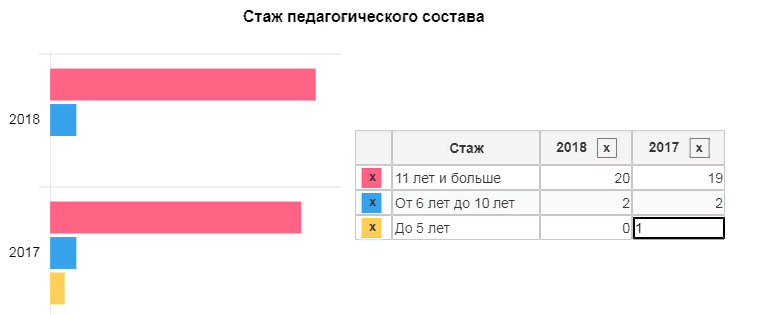 Стаж педагогического состава
2018
2017
Стаж 2018 x 2017 x
x 11 лет и больше 20 19
x От 6 лет до 10 лет 2 2
x До 5 лет 0 1